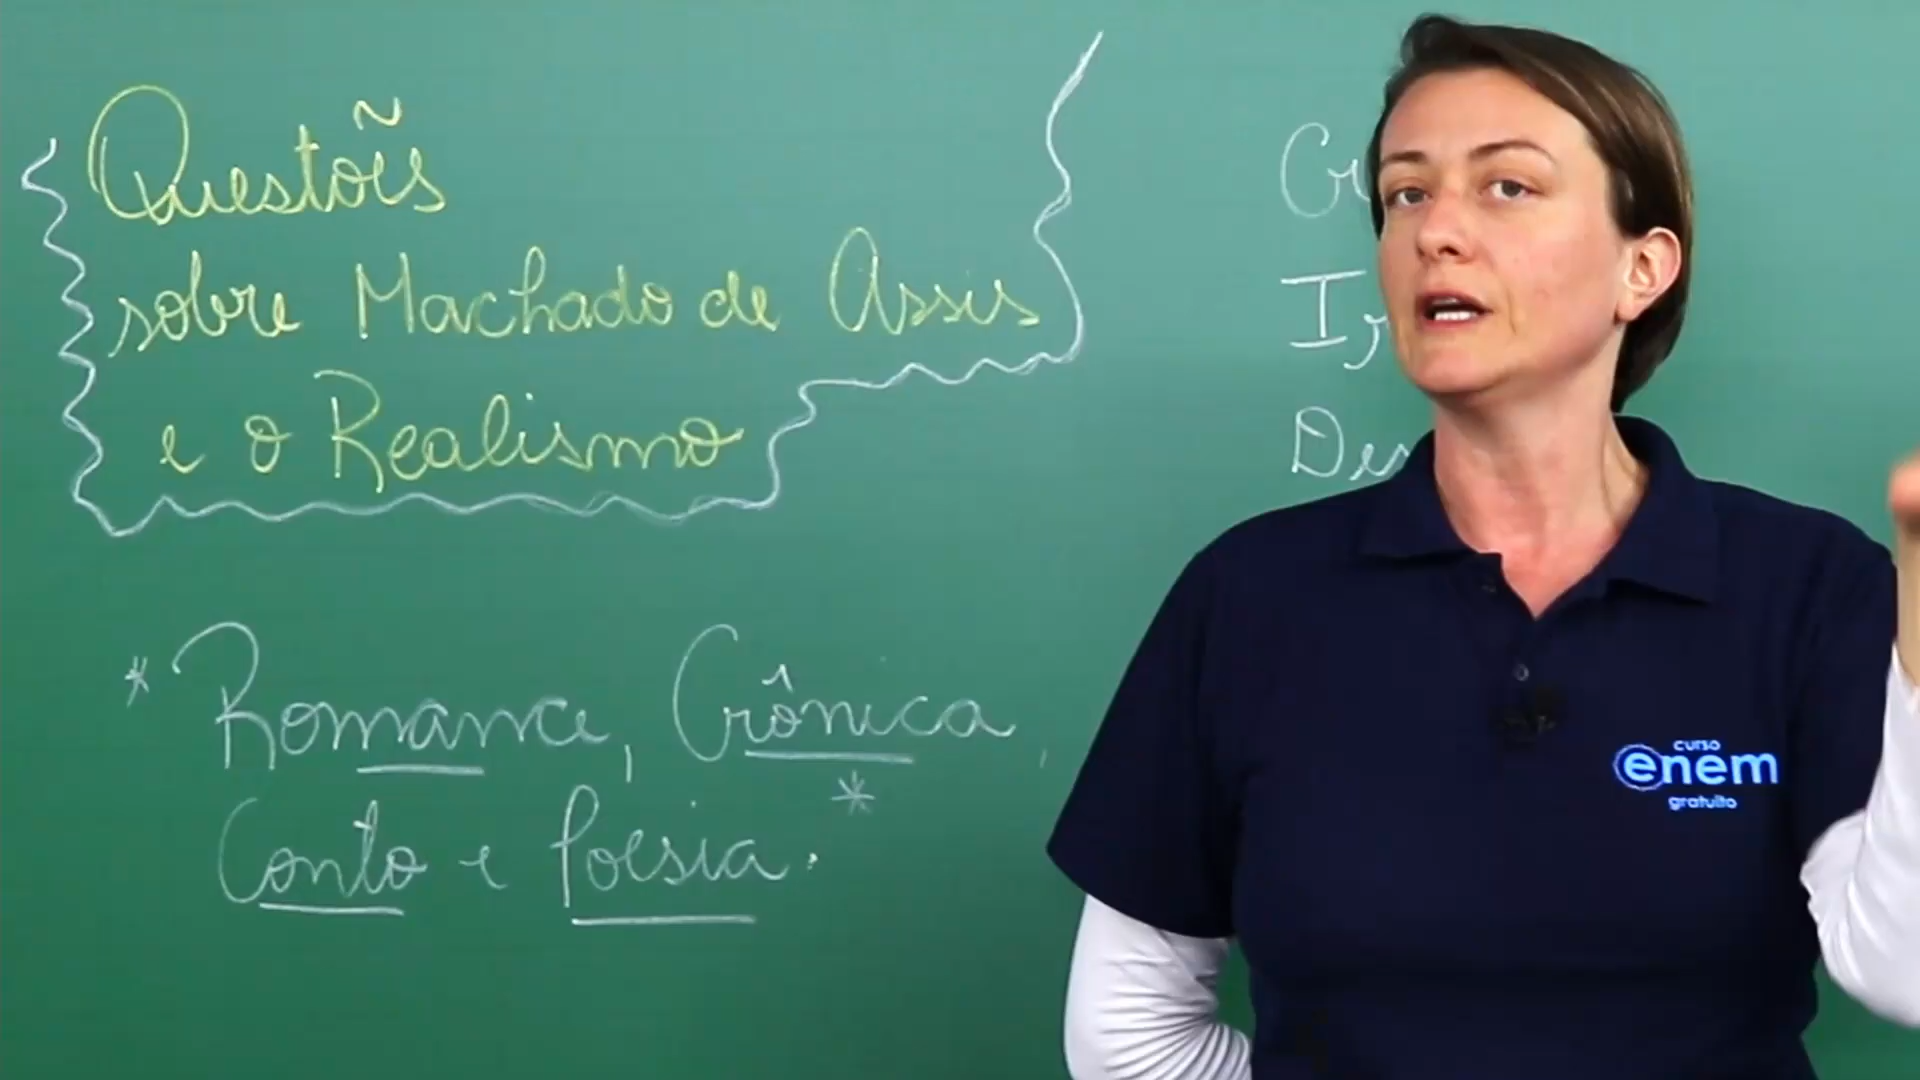 Questões
sobre Machado de Assis
e o Realismo
* Romance, Crônica,
*
Conto e Poesia.
curso
enem
gratuito